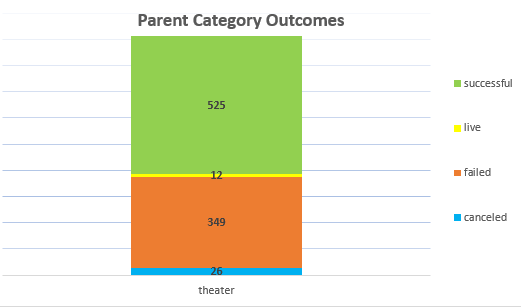 Parent Category Outcomes
525
12
349
26
theater
successful
live
failed
canceled